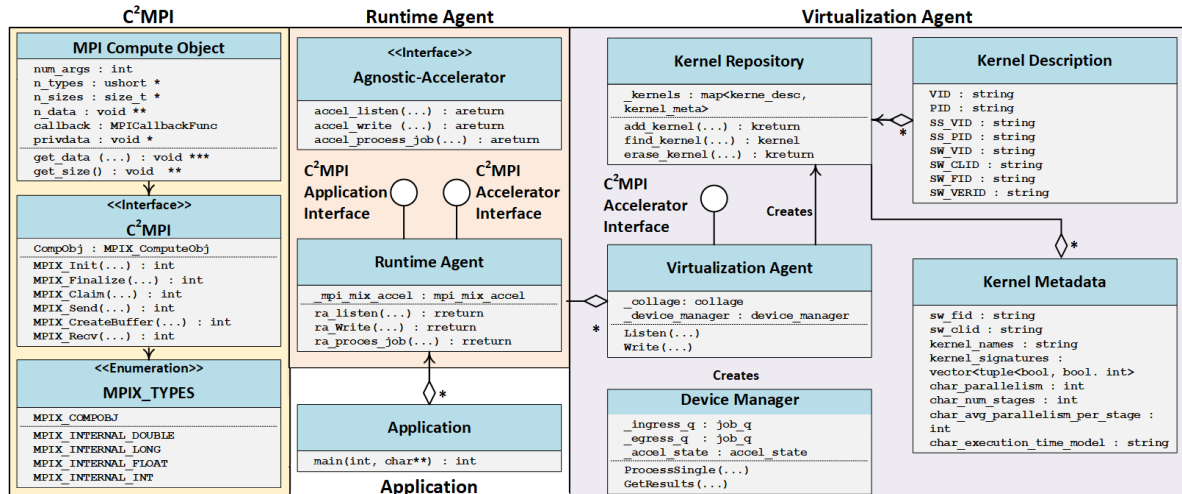 C²MPI
MPI Compute Object
num_args : int
n_types : ushort *
n_sizes : size_t *
n_data : void **
callback : MPICallbackFunc
privdata : void *
get_data (...) : void ***
get_size() : void **
<<Interface>>
C²MPI
CompObj : MPIX_ComputeObj
MPIX_Init(...) : int
MPIX_Finalize(...) : int
MPIX_Claim(...) : int
MPIX_Send(...) : int
MPIX_CreateBuffer(...) : int
MPIX_Recv(...) : int
<<Enumeration>>
MPIX_TYPES
MPIX_COMPOBJ
MPIX_INTERNAL_DOUBLE
MPIX_INTERNAL_LONG
MPIX_INTERNAL_FLOAT
MPIX_INTERNAL_INT
Runtime Agent
<<Interface>>
Agnostic-Accelerator
accel_listen(...) : areturn
accel_write (...) : areturn
accel_process_job(...) : areturn
C²MPI
Application
Interface
C²MPI
Accelerator
Interface
Runtime Agent
_mpi_mix_accel : mpi_mix_accel
ra_listen(...) : rreturn
ra_Write(...) : rreturn
ra_proces_job(...) : rreturn
*
Application
main(int, char**) : int
Application
Virtualization Agent
Kernel Repository
_kernels : map<kerne_desc,
kernel_meta>
add_kernel(...) : kreturn
find_kernel(...) : kernel
erase_kernel(...) : kreturn
*
Kernel Description
VID : string
PID : string
SS_VID : string
SS_PID : string
SW_VID : string
SW_CLID : string
SW_FID : string
SW_VERID : string
C²MPI
Accelerator
Interface
Creates
*
Virtualization Agent
_collage: collage
_device_manager : device_manager
Listen(...)
Write(...)
*
Kernel Metadata
sw_fid : string
sw_clid : string
kernel_names : string
kernel_signatures :
vector<tuple<bool, bool. int>
char_parallelism : int
char_num_stages : int
char_avg_parallelism_per_stage :
int
char_execution_time_model : string
Creates
Device Manager
_ingress_q : job_q
_egress_q : job_q
_accel_state : accel_state
ProcessSingle(...)
GetResults(...)